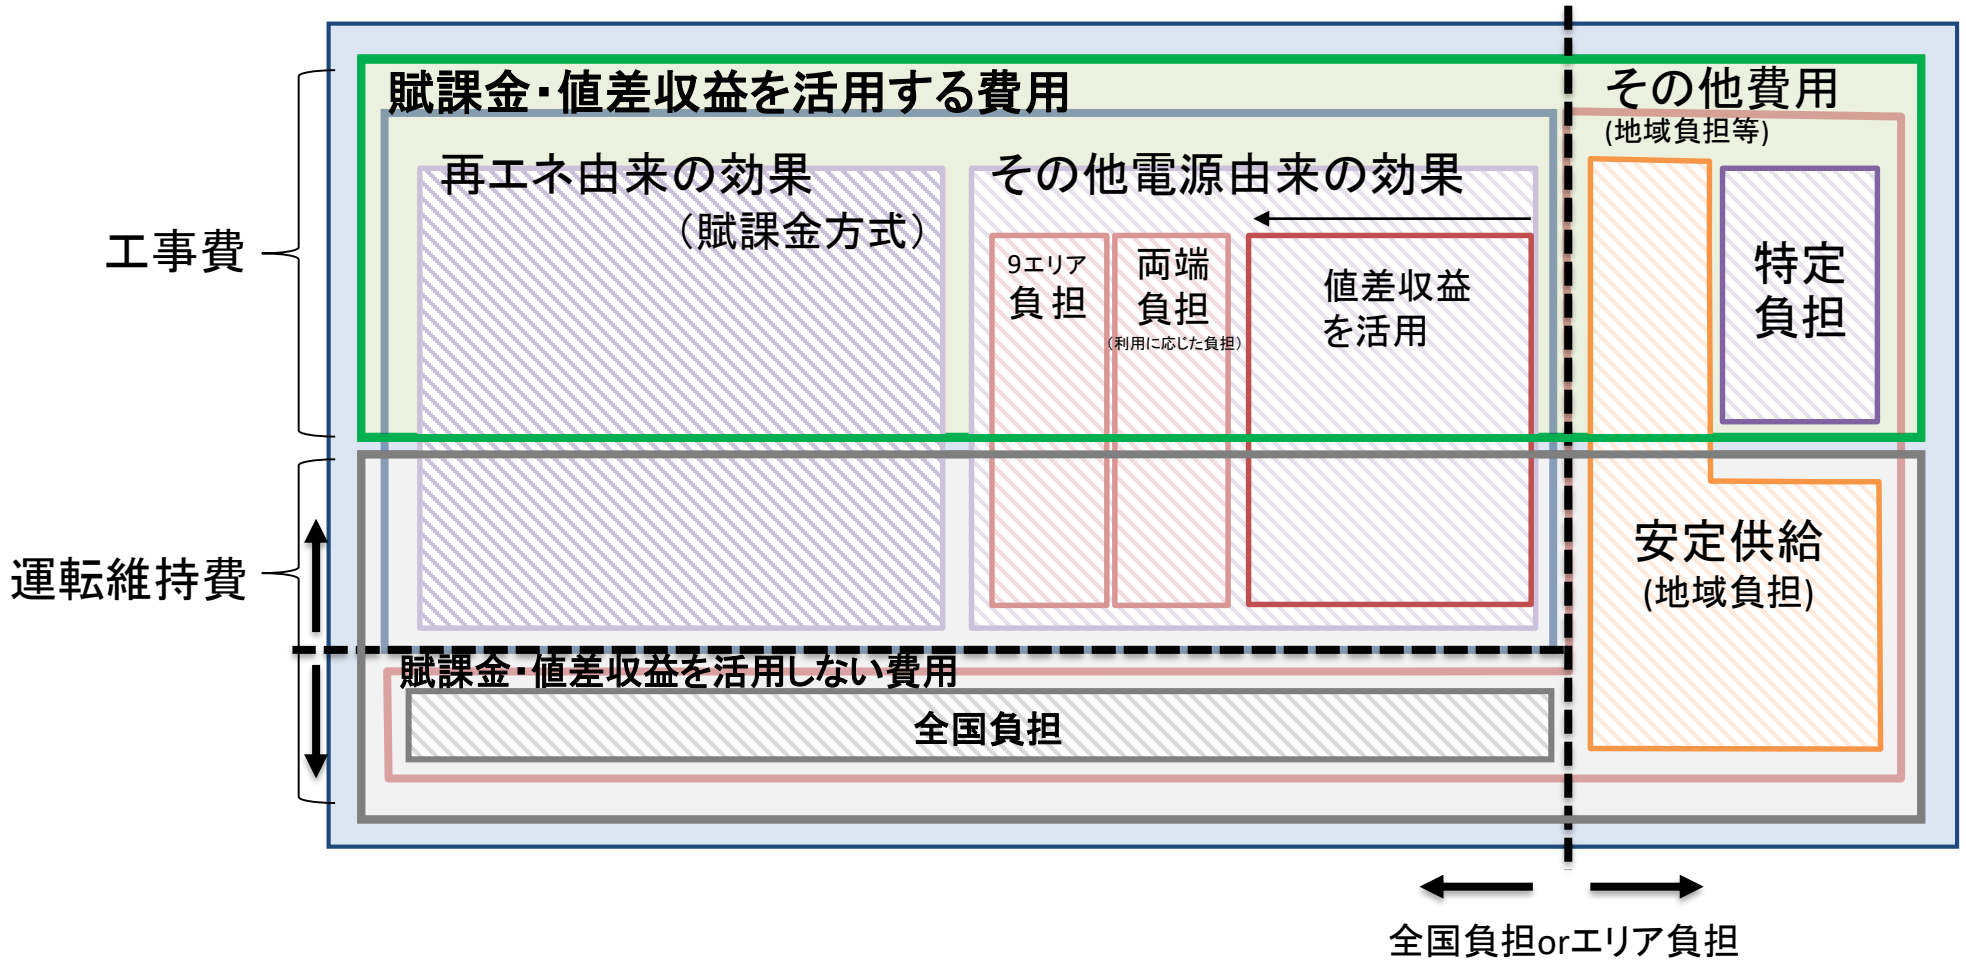 賦課金・値差収益を活用する費用
その他費用
(地域負担等)
再エネ由来の効果
（賦課金方式）
その他電源由来の効果
9エリア
負担
両端
負担
（利用に応じた負担）
値差収益
を活用
特定
負担
工事費
運転維持費
安定供給
(地域負担)
賦課金・値差収益を活用しない費用
全国負担
全国負担orエリア負担